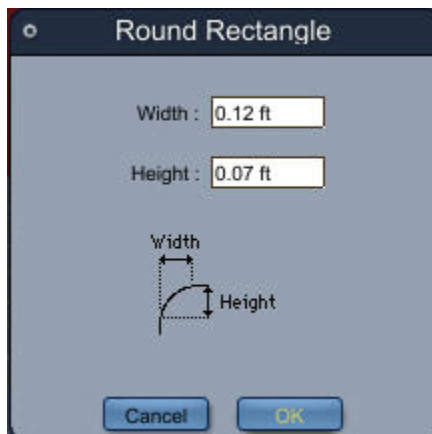 Round Rectangle
Width : 0.12 ft
Height : 0.07 ft
Width
Height
Cancel OK